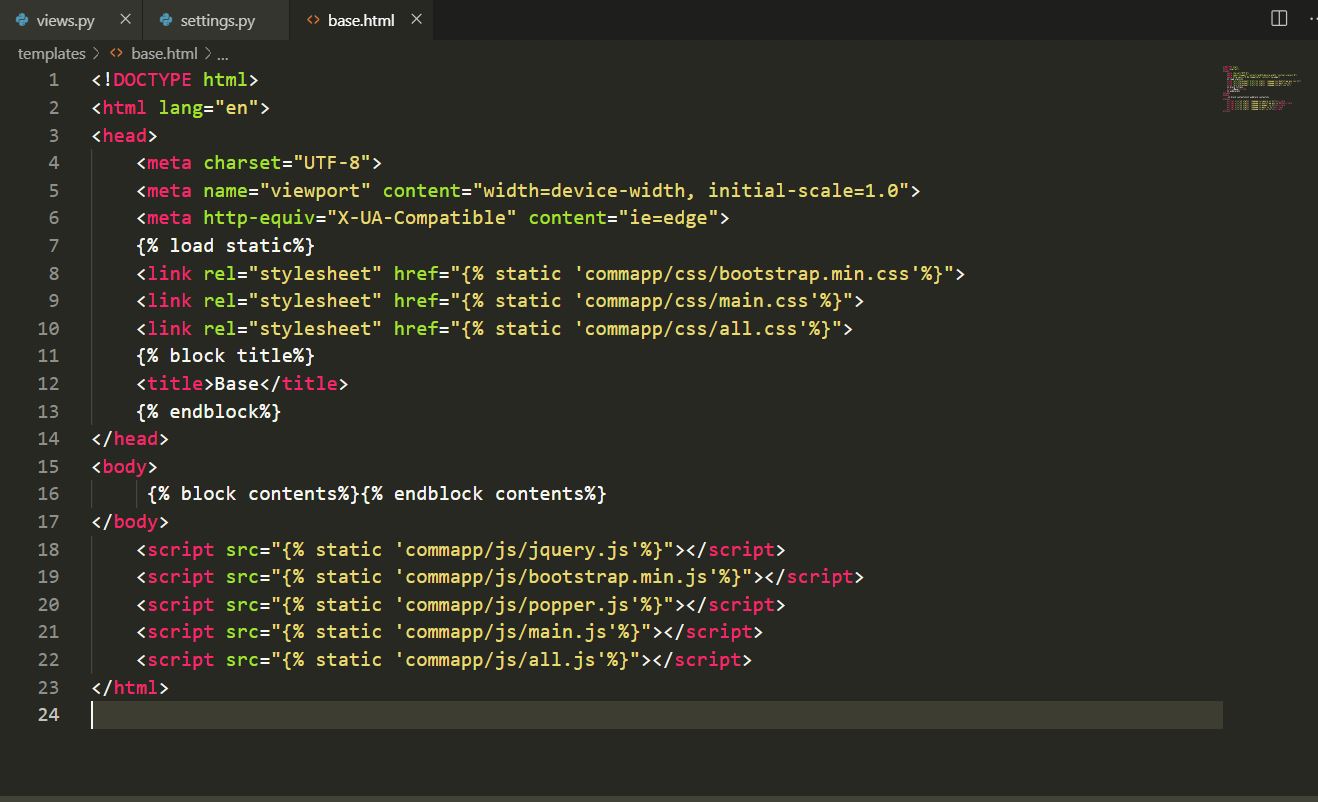 views.py settings.py base.html
templates base.html ...
1 <!DOCTYPE html>
2 <html lang="en">
3 <head>
4     <meta charset="UTF-8">
5     <meta name="viewport" content="width=device-width, initial-scale=1.0">
6     <meta http-equiv="X-UA-Compatible" content="ie=edge">
7     {% load static%}
8     <link rel="stylesheet" href="{% static 'commapp/css/bootstrap.min.css'%}">
9     <link rel="stylesheet" href="{% static 'commapp/css/main.css'%}">
10     <link rel="stylesheet" href="{% static 'commapp/css/all.css'%}">
11     {% block title%}
12     <title>Base</title>
13     {% endblock%}
14 </head>
15 <body>
16      {% block contents%}{% endblock contents%}
17 </body>
18     <script src="{% static 'commapp/js/jquery.js'%}"></script>
19     <script src="{% static 'commapp/js/bootstrap.min.js'%}"></script>
20     <script src="{% static 'commapp/js/popper.js'%}"></script>
21     <script src="{% static 'commapp/js/main.js'%}"></script>
22     <script src="{% static 'commapp/js/all.js'%}"></script>
23 </html>
24